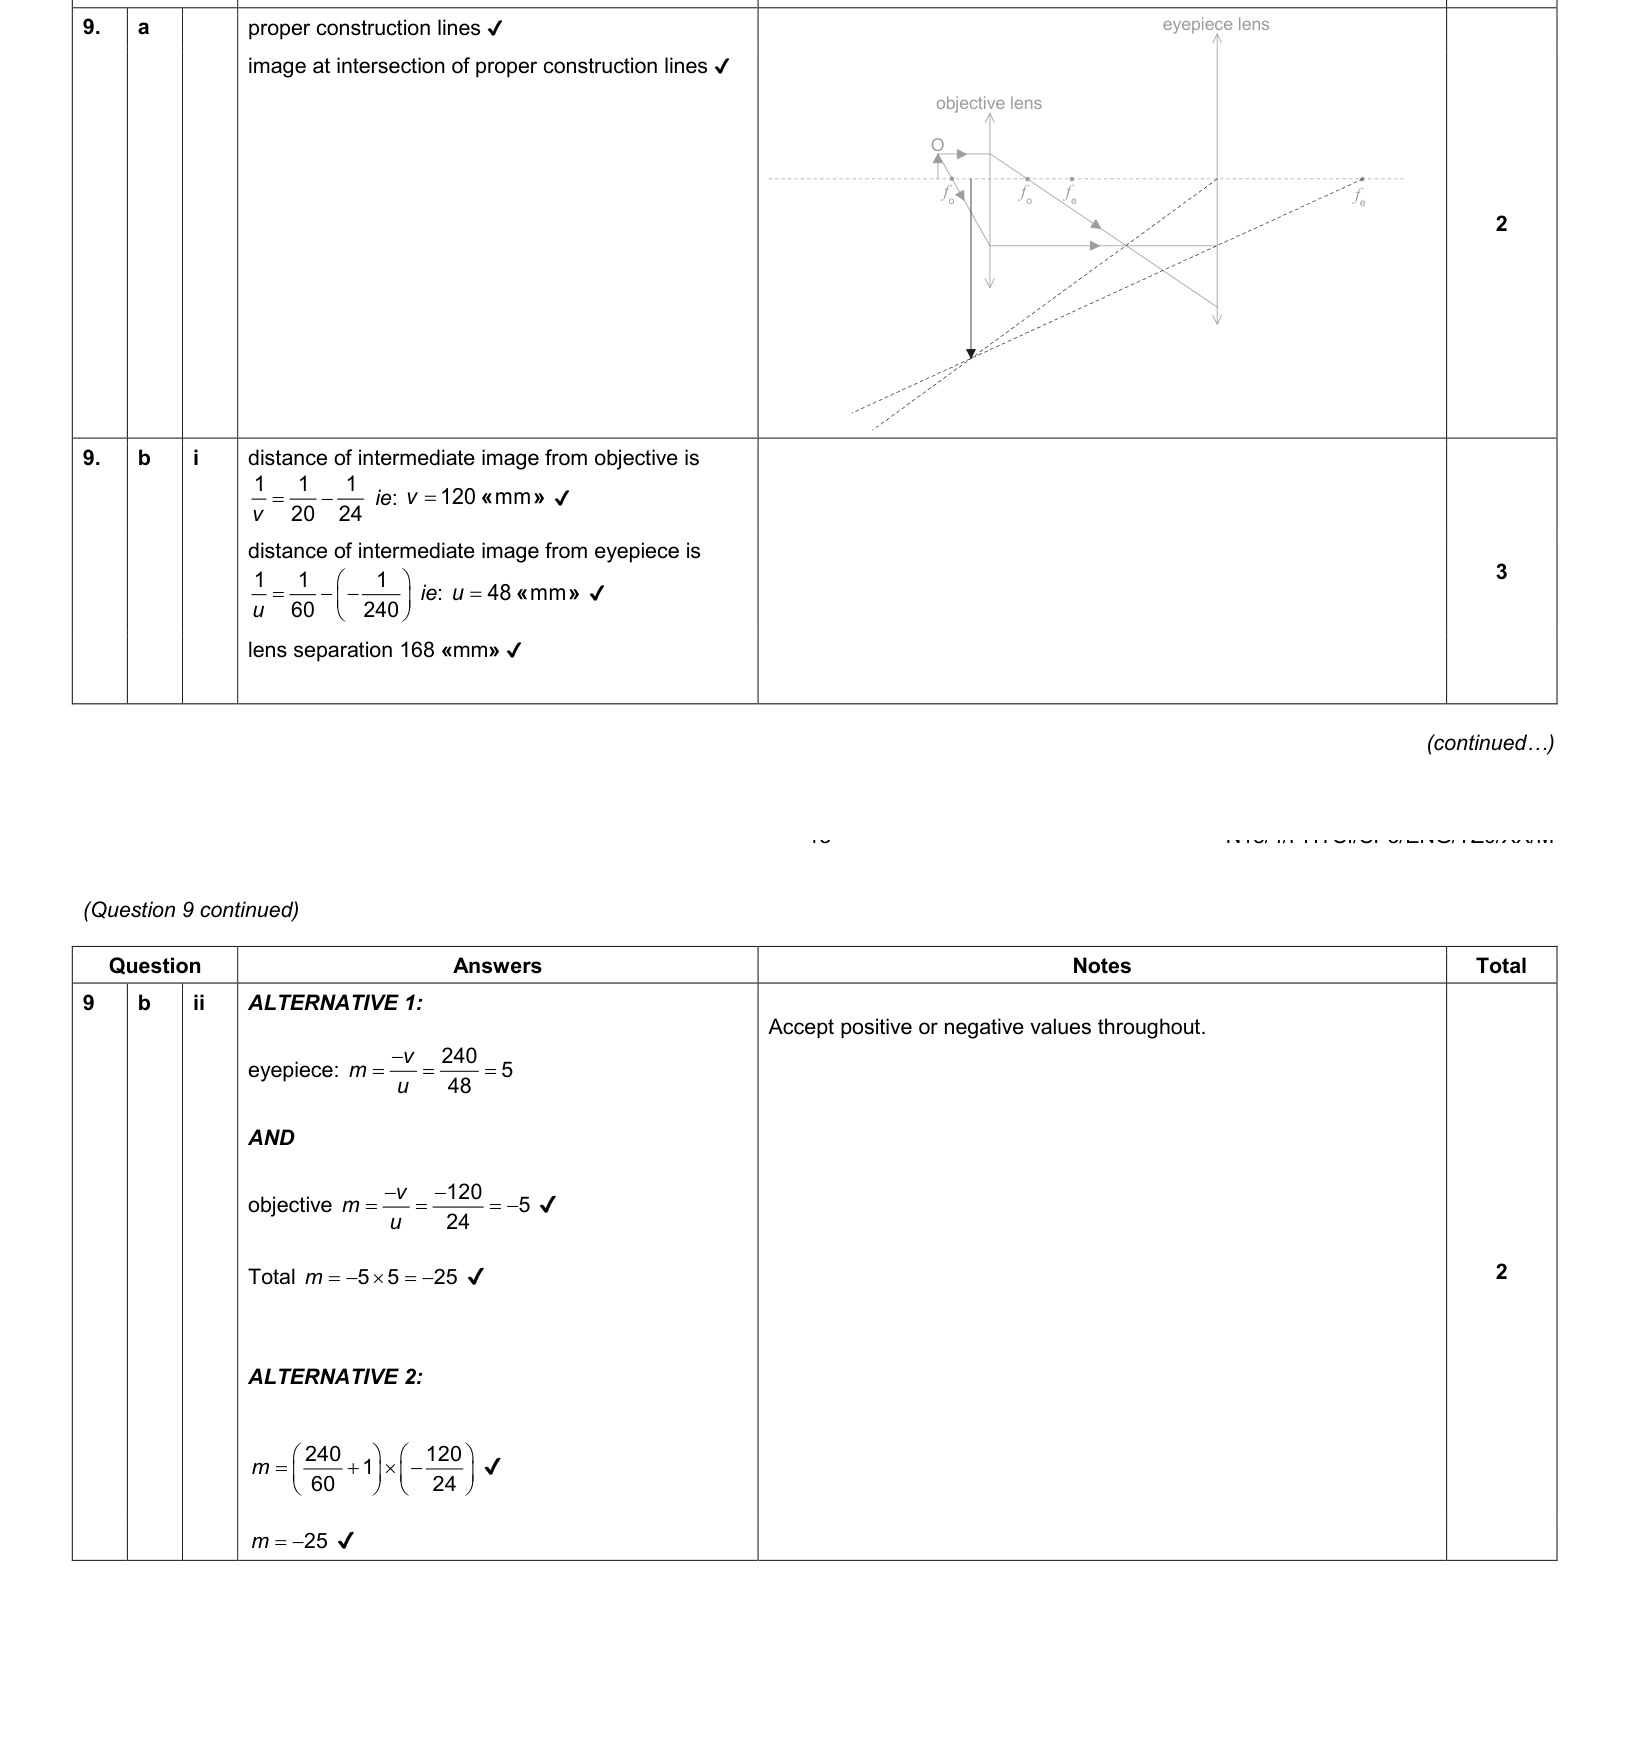 9. a proper construction lines ✓
image at intersection of proper construction lines ✓
eyepiece lens
objective lens
O
fo fo fe fe
2
9. b i distance of intermediate image from objective is
1/v = 1/20 − 1/24 ie: v = 120 «mm» ✓
distance of intermediate image from eyepiece is
1/u = 1/60 − (−1/240) ie: u = 48 «mm» ✓
3
lens separation 168 «mm» ✓
(continued…)
(Question 9 continued)
Question Answers Notes Total
9 b ii ALTERNATIVE 1:
Accept positive or negative values throughout.
eyepiece: m = −v/u = 240/48 = 5
AND
objective m = −v/u = −120/24 = −5 ✓
Total m = −5 × 5 = −25 ✓
2
ALTERNATIVE 2:
m = (240/60 + 1) × (−120/24) ✓
m = −25 ✓